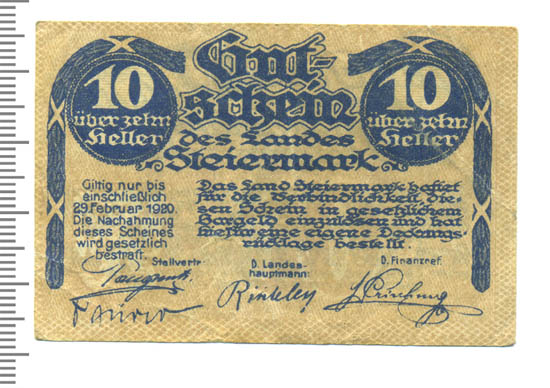 Gut-
schein
10
über zehn
Heller
10
über zehn
Heller
des Landes
Steiermark
Giltig nur bis
einschließlich
29. Februar 1920.
Die Nachahmung
dieses Scheines
wird gesetzlich
bestraft.
Das Land Steiermark haftet
für die Verbindlichkeit, die-
sen Schein in gesetzlichem
Bargeld einzulösen und hat
hiefür eine eigene Deckungs-
rücklage bestellt.
Stellvertr.
D. Landes-
hauptmann:
D. Finanzref.
Rintelen